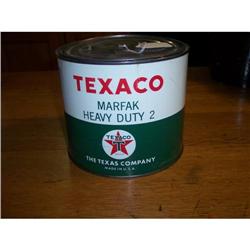 TEXACO
MARFAK
HEAVY DUTY 2
TEXACO
T
THE TEXAS COMPANY
MADE IN U.S.A.